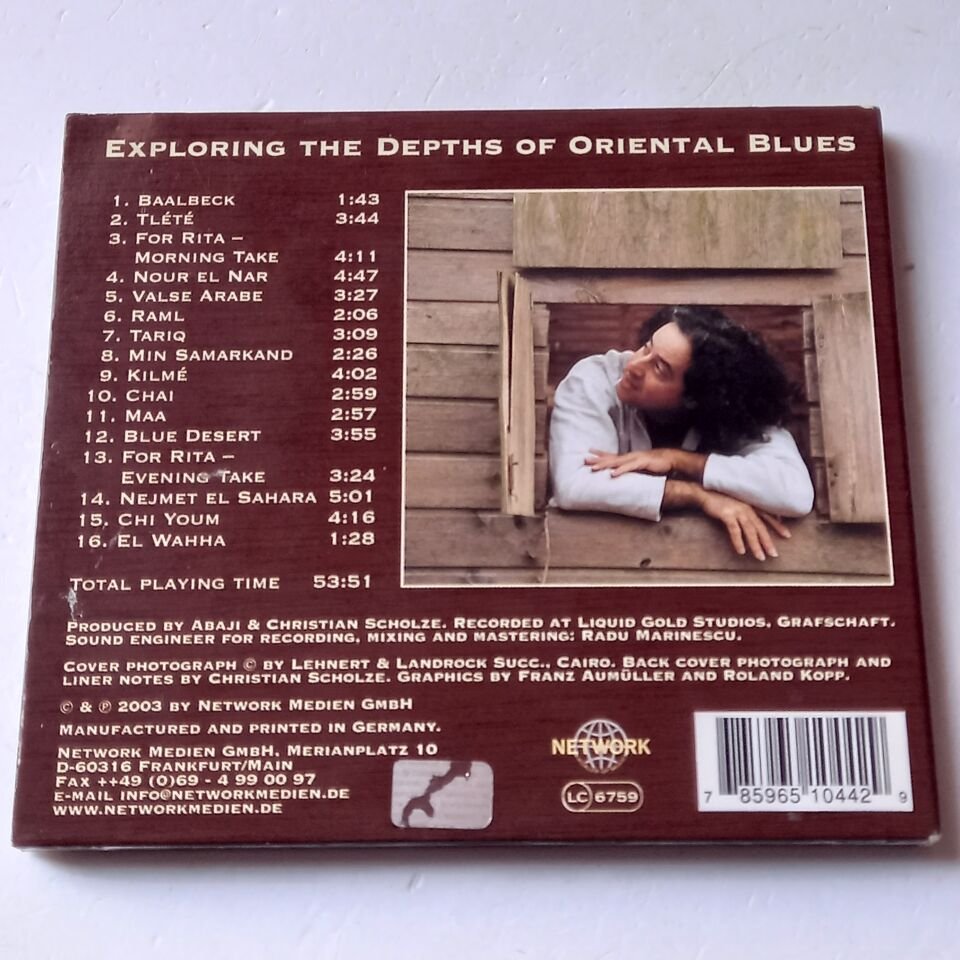 EXPLORING THE DEPTHS OF ORIENTAL BLUES
1. BAALBECK 1:43
2. TLÉTÉ 3:44
3. FOR RITA –
MORNING TAKE 4:11
4. NOUR EL NAR 4:47
5. VALSE ARABE 3:27
6. RAML 2:06
7. TARIQ 3:09
8. MIN SAMARKAND 2:26
9. KILMÉ 4:02
10. CHAI 2:59
11. MAA 2:57
12. BLUE DESERT 3:55
13. FOR RITA –
EVENING TAKE 3:24
14. NEJMET EL SAHARA 5:01
15. CHI YOUM 4:16
16. EL WAHHA 1:28
TOTAL PLAYING TIME 53:51
PRODUCED BY ABAJI & CHRISTIAN SCHOLZE. RECORDED AT LIQUID GOLD STUDIOS, GRAFSCHAFT.
SOUND ENGINEER FOR RECORDING, MIXING AND MASTERING: RADU MARINESCU.
COVER PHOTOGRAPH © BY LEHNERT & LANDROCK SUCC., CAIRO. BACK COVER PHOTOGRAPH AND
LINER NOTES BY CHRISTIAN SCHOLZE. GRAPHICS BY FRANZ AUMÜLLER AND ROLAND KOPP.
© & ℗ 2003 BY NETWORK MEDIEN GMBH
MANUFACTURED AND PRINTED IN GERMANY.
NETWORK MEDIEN GMBH, MERIANPLATZ 10
D-60316 FRANKFURT/MAIN
FAX ++49 (0)69 - 4 99 00 97
E-MAIL INFO@NETWORKMEDIEN.DE
WWW.NETWORKMEDIEN.DE
NETWORK
LC 6759
7 85965 10442 9